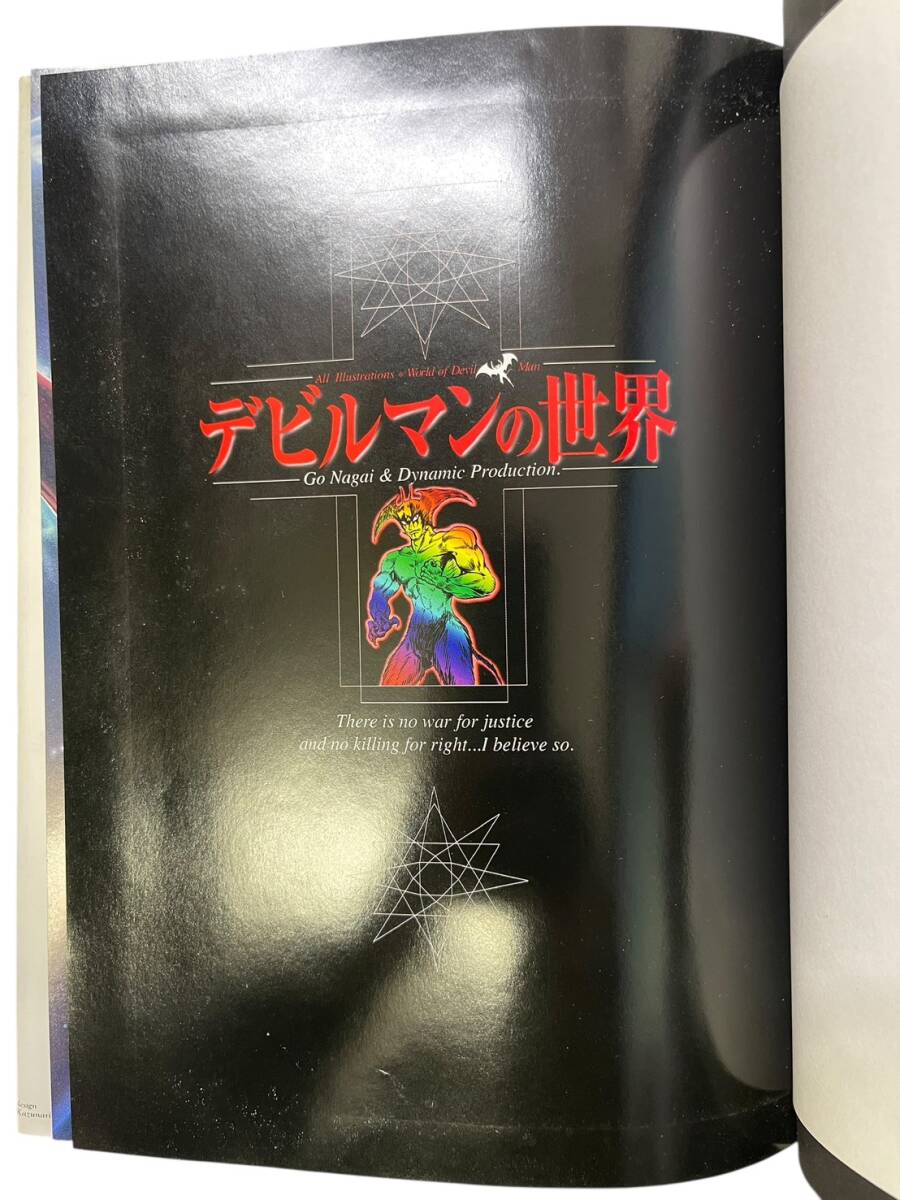 All Illustrations * World of Devil Man
デビルマンの世界
Go Nagai & Dynamic Production.
There is no war for justice
and no killing for right...I believe so.